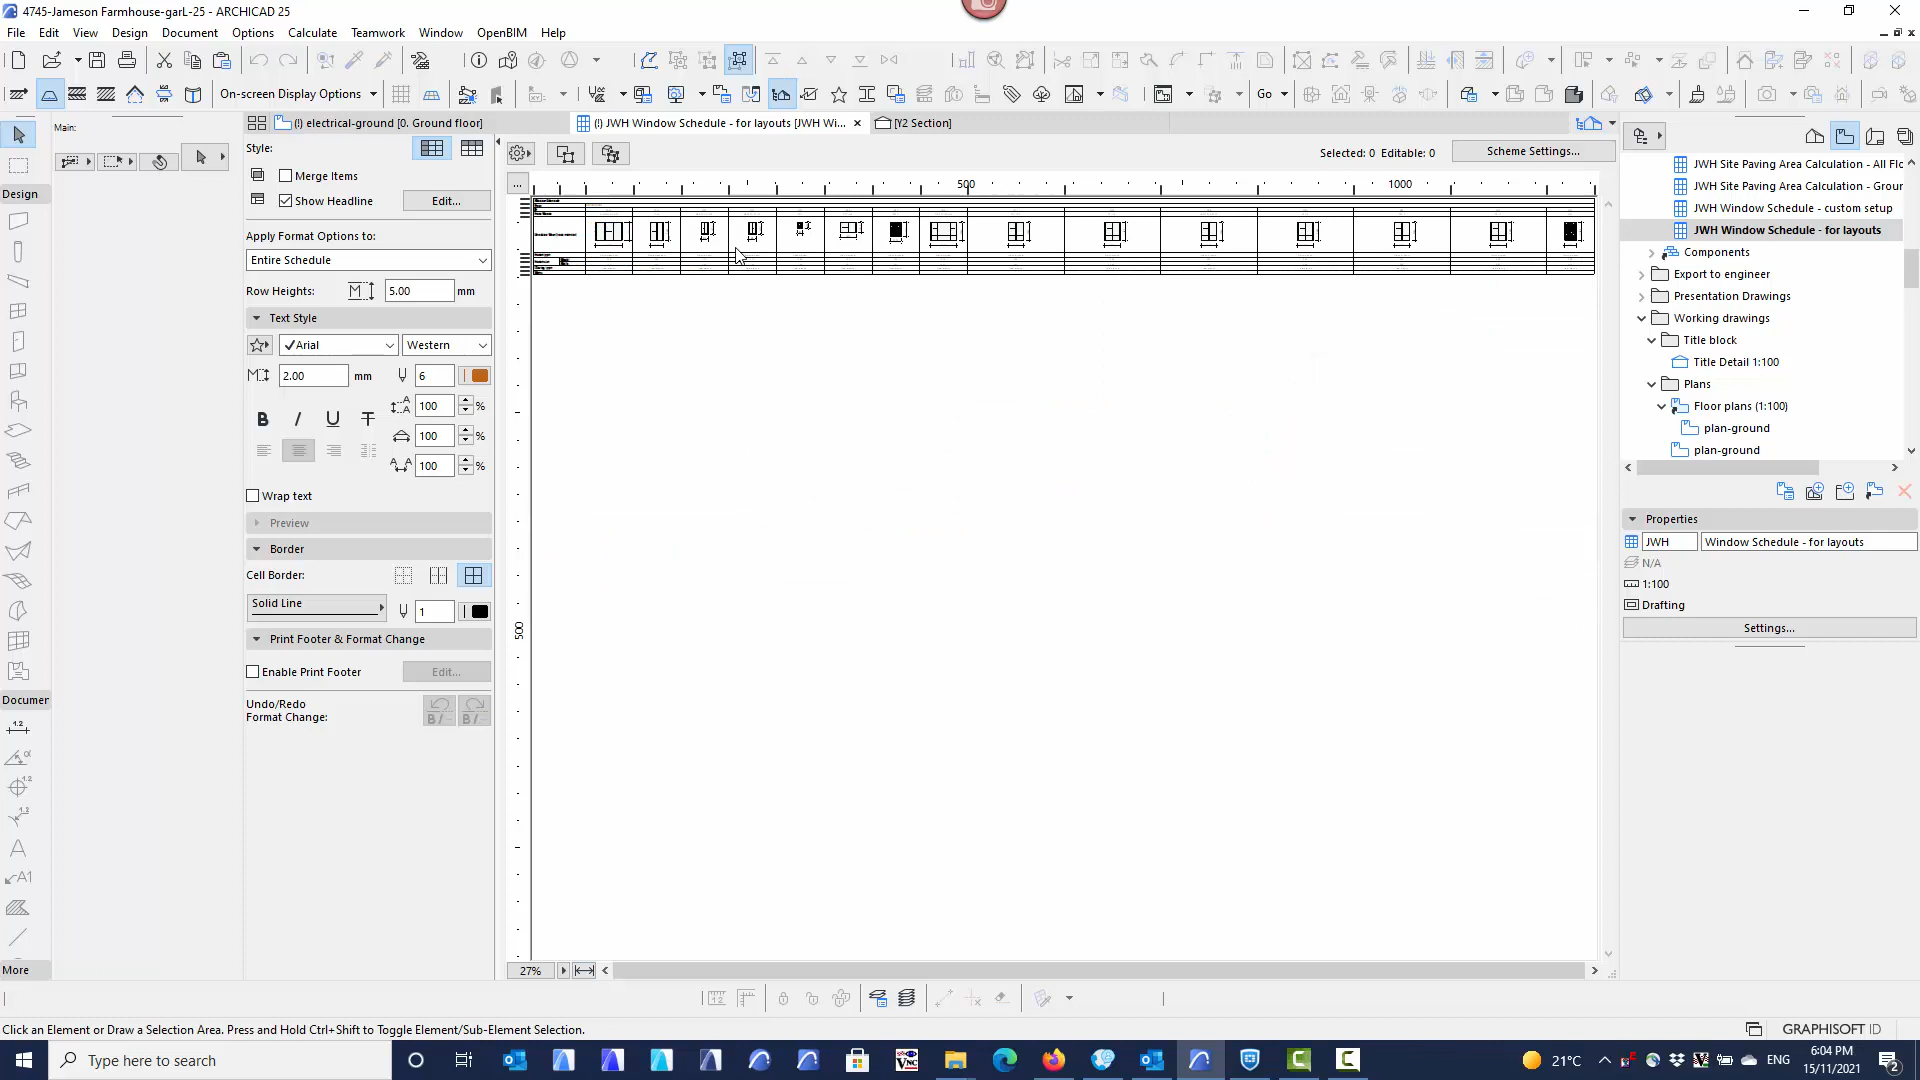 4745-Jameson Farmhouse-garL-25 - ARCHICAD 25
File Edit View Design Document Options Calculate Teamwork Window OpenBIM Help
On-screen Display Options
Go
Main:
(!) electrical-ground [0. Ground floor]
(!) JWH Window Schedule - for layouts [JWH Wi...
[Y2 Section]
Style:
Selected: 0 Editable: 0
Scheme Settings...
Merge Items
Show Headline
Edit...
500
1000
500
Design
Apply Format Options to:
Entire Schedule
Row Heights:
5.00
mm
Text Style
Arial
Western
2.00
mm
6
100
%
100
%
100
%
Wrap text
Preview
Border
Cell Border:
Solid Line
1
Print Footer & Format Change
Enable Print Footer
Edit...
Undo/Redo
Format Change:
Documer
More
27%
JWH Site Paving Area Calculation - All Flo
JWH Site Paving Area Calculation - Grour
JWH Window Schedule - custom setup
JWH Window Schedule - for layouts
Components
Export to engineer
Presentation Drawings
Working drawings
Title block
Title Detail 1:100
Plans
Floor plans (1:100)
plan-ground
plan-ground
Properties
JWH
Window Schedule - for layouts
N/A
1:100
Drafting
Settings...
Click an Element or Draw a Selection Area. Press and Hold Ctrl+Shift to Toggle Element/Sub-Element Selection.
GRAPHISOFT ID
Type here to search
21°C
ENG
6:04 PM
15/11/2021
2